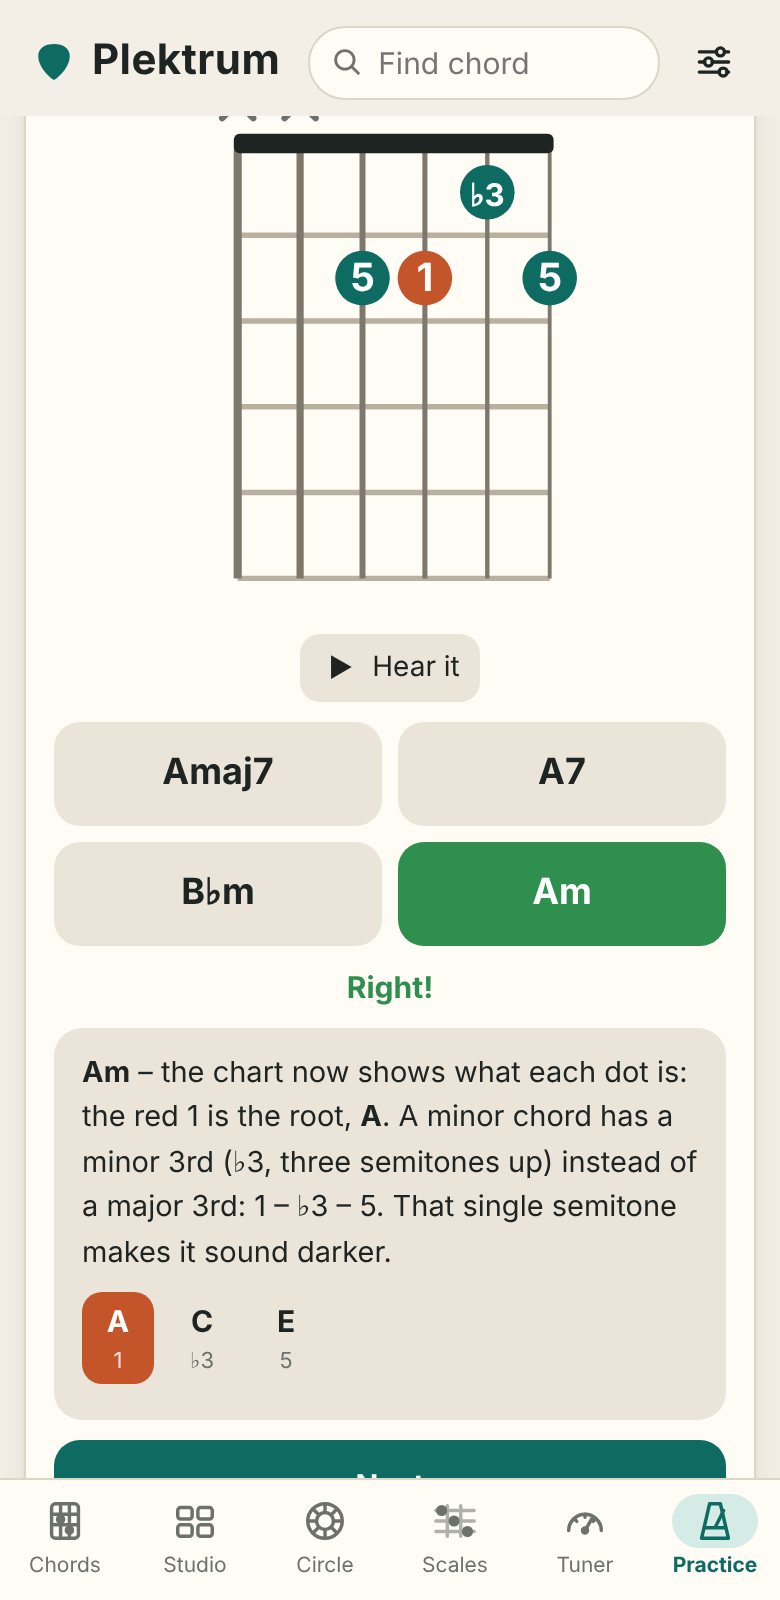 Plektrum
Find chord
♭3
5 1 5
Hear it
Amaj7
A7
B♭m
Am
Right!
Am – the chart now shows what each dot is:
the red 1 is the root, A. A minor chord has a
minor 3rd (♭3, three semitones up) instead of
a major 3rd: 1 – ♭3 – 5. That single semitone
makes it sound darker.
A C E
1 ♭3 5
Chords Studio Circle Scales Tuner Practice